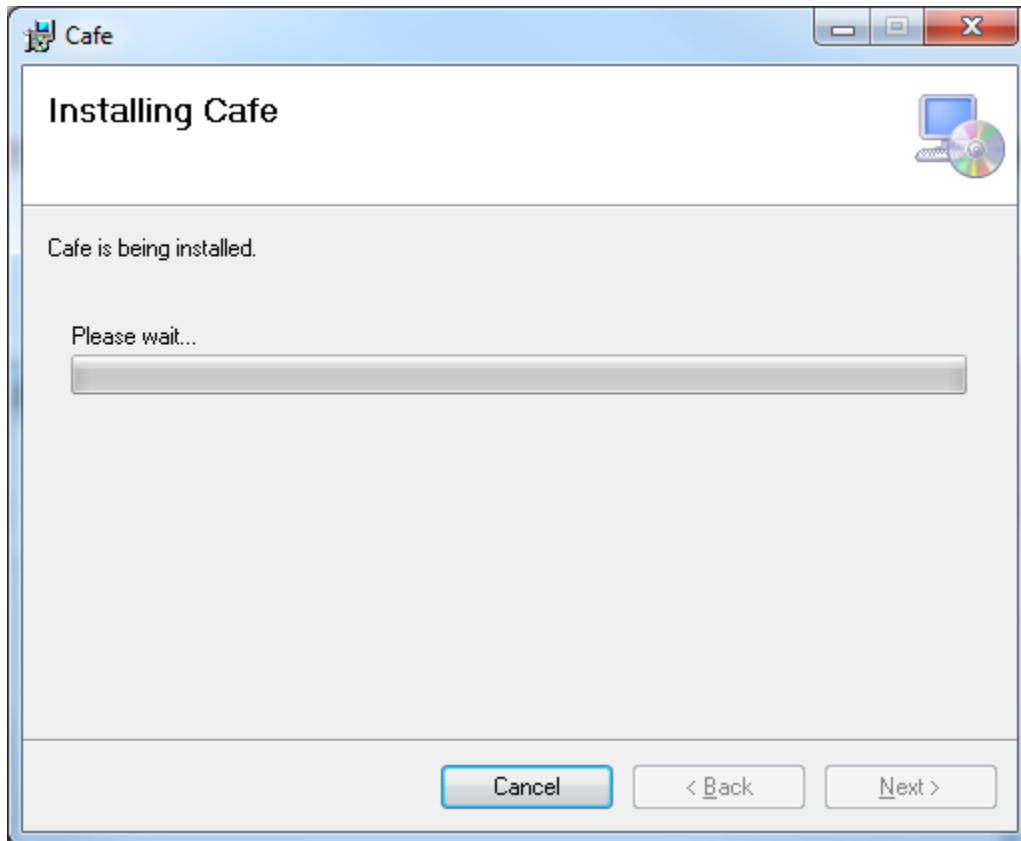 Cafe
Installing Cafe
Cafe is being installed.
Please wait...
Cancel
< Back
Next >